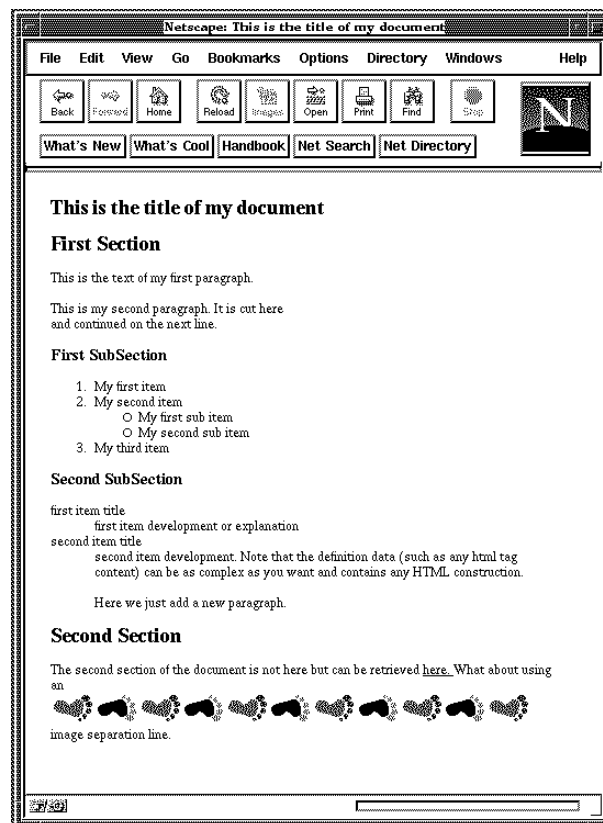 Netscape: This is the title of my document
File Edit View Go Bookmarks Options Directory Windows Help
Back Forward Home Reload Images Open Print Find Stop
N
What's New What's Cool Handbook Net Search Net Directory
This is the title of my document
First Section
This is the text of my first paragraph.
This is my second paragraph. It is cut here
and continued on the next line.
First SubSection
1. My first item
2. My second item
My first sub item
My second sub item
3. My third item
Second SubSection
first item title
first item development or explanation
second item title
second item development. Note that the definition data (such as any html tag
content) can be as complex as you want and contains any HTML construction.
Here we just add a new paragraph.
Second Section
The second section of the document is not here but can be retrieved here. What about using
an
image separation line.